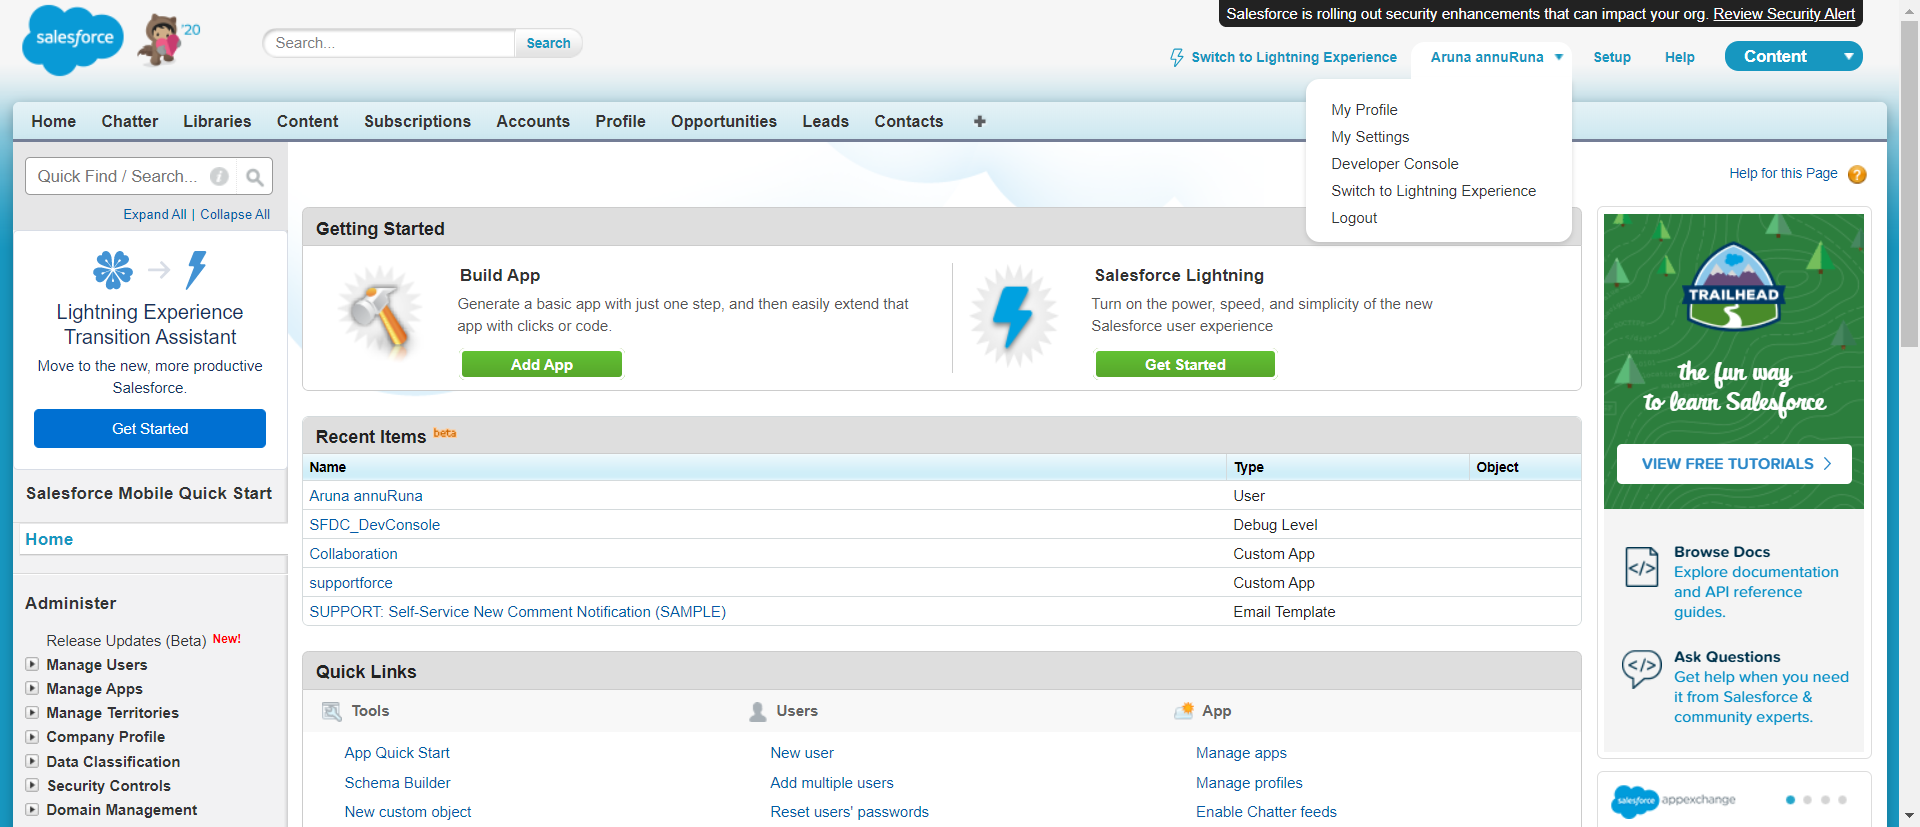 Salesforce is rolling out security enhancements that can impact your org. Review Security Alert
salesforce
'20
Search...
Search
Switch to Lightning Experience
Aruna annuRuna
Setup
Help
Content
My Profile
My Settings
Developer Console
Switch to Lightning Experience
Logout
Home
Chatter
Libraries
Content
Subscriptions
Accounts
Profile
Opportunities
Leads
Contacts
+
Quick Find / Search...
Expand All | Collapse All
Lightning Experience
Transition Assistant
Move to the new, more productive
Salesforce.
Get Started
Salesforce Mobile Quick Start
Home
Administer
Release Updates (Beta) New!
Manage Users
Manage Apps
Manage Territories
Company Profile
Data Classification
Security Controls
Domain Management
Help for this Page ?
Getting Started
Build App
Generate a basic app with just one step, and then easily extend that
app with clicks or code.
Add App
Salesforce Lightning
Turn on the power, speed, and simplicity of the new
Salesforce user experience
Get Started
Recent Items beta
Name
Type
Object
Aruna annuRuna
User
SFDC_DevConsole
Debug Level
Collaboration
Custom App
supportforce
Custom App
SUPPORT: Self-Service New Comment Notification (SAMPLE)
Email Template
Quick Links
Tools
Users
App
App Quick Start
New user
Manage apps
Schema Builder
Add multiple users
Manage profiles
New custom object
Reset users' passwords
Enable Chatter feeds
TRAILHEAD
the fun way
to learn Salesforce
VIEW FREE TUTORIALS
Browse Docs
Explore documentation
and API reference
guides.
Ask Questions
Get help when you need
it from Salesforce &
community experts.
salesforce appexchange